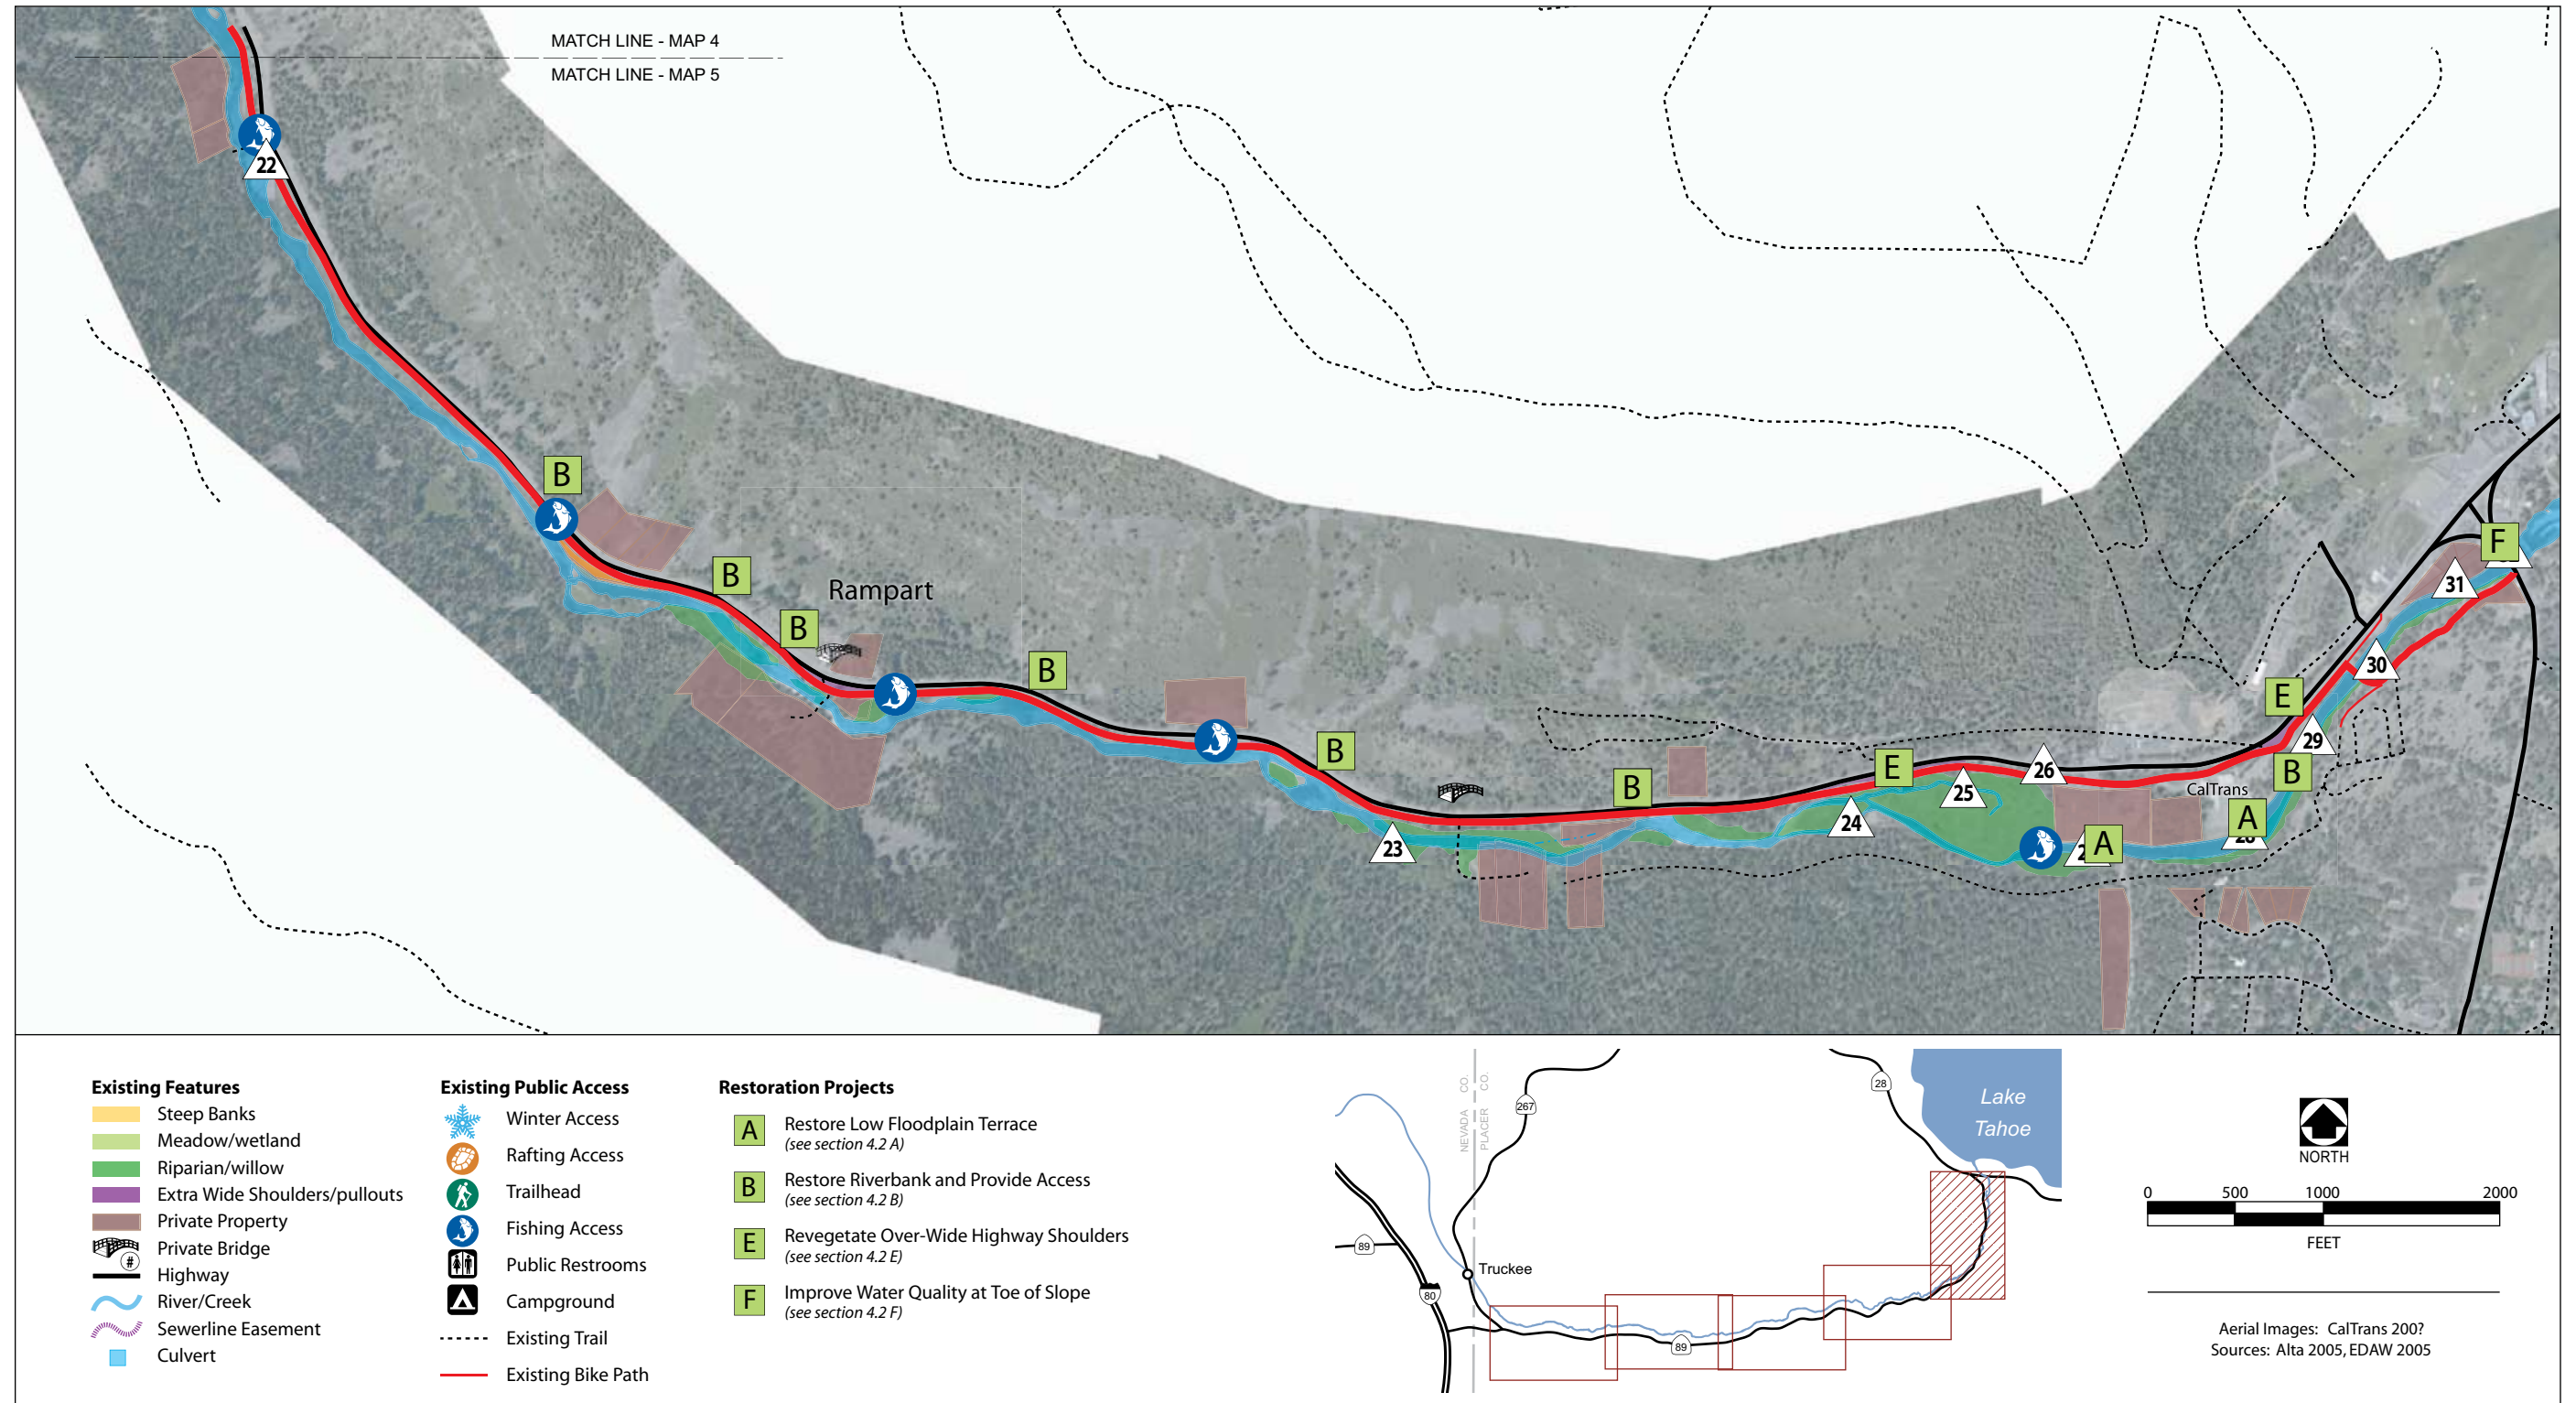 MATCH LINE - MAP 4
MATCH LINE - MAP 5
22
B
B
B
Rampart
B
B
B
23
24
E
25
26
A
CalTrans
A
B
29
E
30
31
F
Existing Features
Steep Banks
Meadow/wetland
Riparian/willow
Extra Wide Shoulders/pullouts
Private Property
Private Bridge
#
Highway
River/Creek
Sewerline Easement
Culvert
Existing Public Access
Winter Access
Rafting Access
Trailhead
Fishing Access
Public Restrooms
Campground
Existing Trail
Existing Bike Path
Restoration Projects
A Restore Low Floodplain Terrace
(see section 4.2 A)
B Restore Riverbank and Provide Access
(see section 4.2 B)
E Revegetate Over-Wide Highway Shoulders
(see section 4.2 E)
F Improve Water Quality at Toe of Slope
(see section 4.2 F)
NEVADA CO.
PLACER CO.
267
28
Lake
Tahoe
89
80
Truckee
89
NORTH
0 500 1000 2000
FEET
Aerial Images: CalTrans 200?
Sources: Alta 2005, EDAW 2005